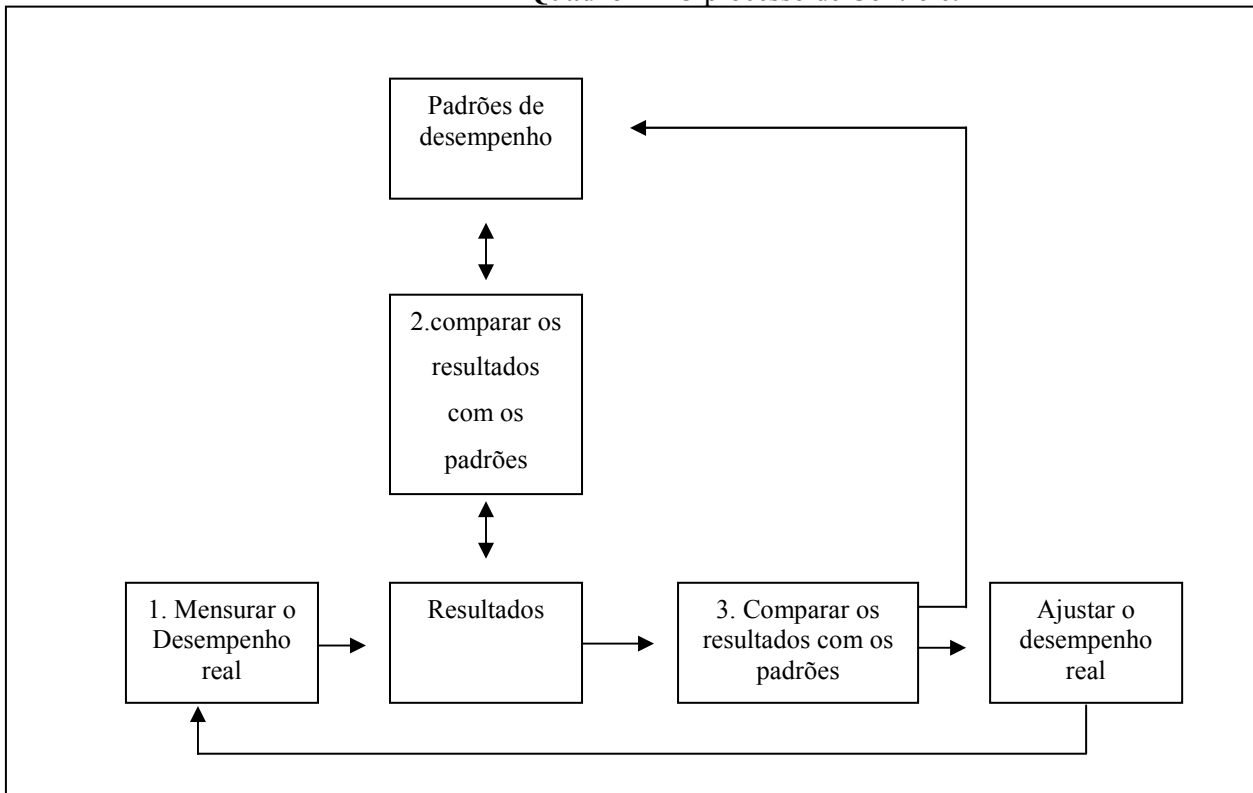 Padrões de
desempenho
2.comparar os
resultados
com os
padrões
1. Mensurar o
Desempenho
real
Resultados
3. Comparar os
resultados com os
padrões
Ajustar o
desempenho
real